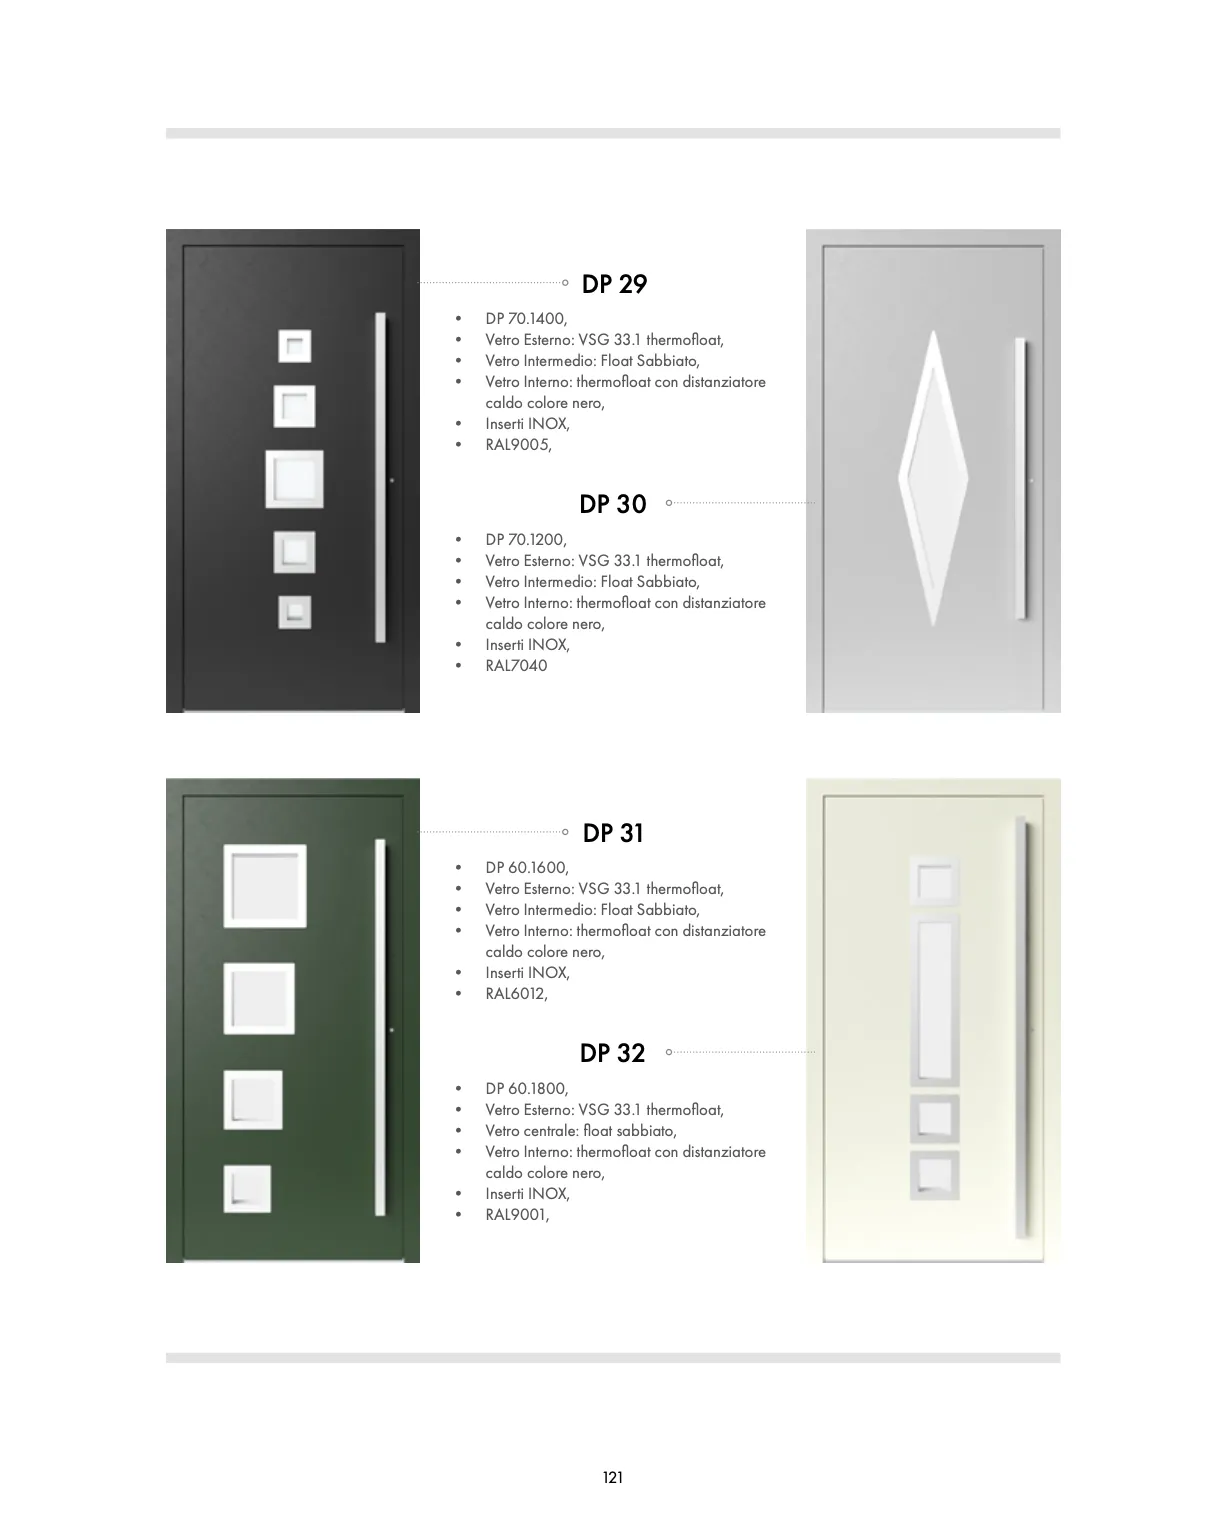 DP 29
• DP 70.1400,
• Vetro Esterno: VSG 33.1 thermofloat,
• Vetro Intermedio: Float Sabbiato,
• Vetro Interno: thermofloat con distanziatore
caldo colore nero,
• Inserti INOX,
• RAL9005,
DP 30
• DP 70.1200,
• Vetro Esterno: VSG 33.1 thermofloat,
• Vetro Intermedio: Float Sabbiato,
• Vetro Interno: thermofloat con distanziatore
caldo colore nero,
• Inserti INOX,
• RAL7040
DP 31
• DP 60.1600,
• Vetro Esterno: VSG 33.1 thermofloat,
• Vetro Intermedio: Float Sabbiato,
• Vetro Interno: thermofloat con distanziatore
caldo colore nero,
• Inserti INOX,
• RAL6012,
DP 32
• DP 60.1800,
• Vetro Esterno: VSG 33.1 thermofloat,
• Vetro centrale: float sabbiato,
• Vetro Interno: thermofloat con distanziatore
caldo colore nero,
• Inserti INOX,
• RAL9001,
121